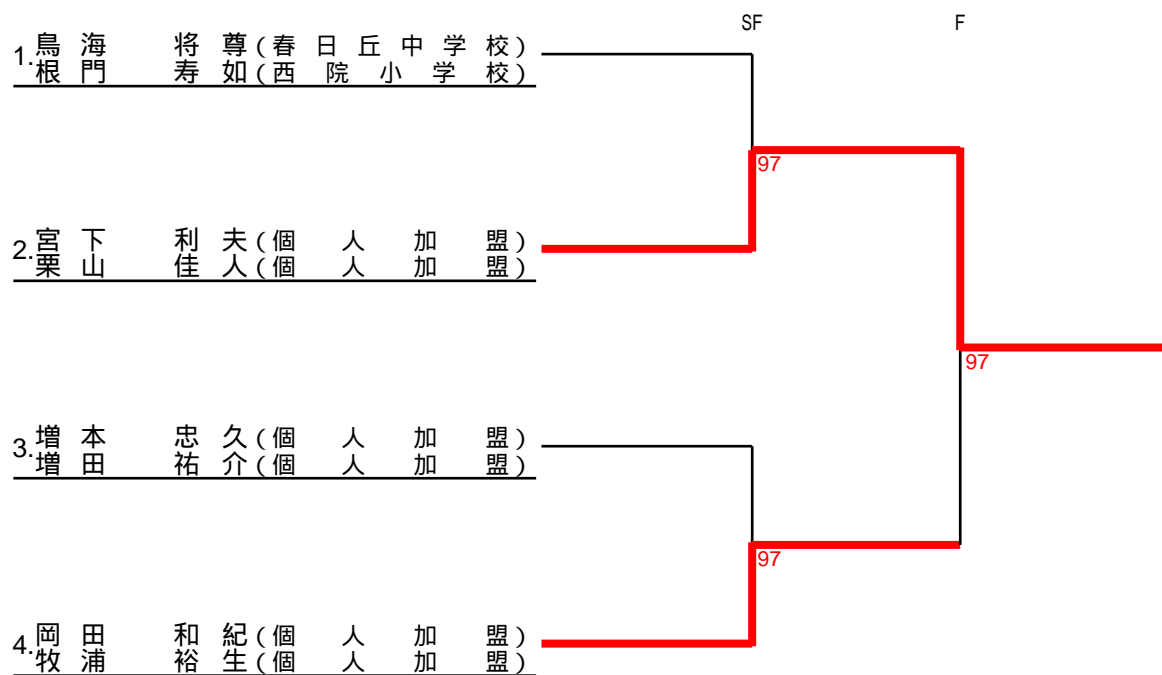 SF F
1.鳥海 将尊(春日丘中学校)
根門 寿如(西院小学校)
97
2.宮下 利夫(個人加盟)
栗山 佳人(個人加盟)
97
3.増本 忠久(個人加盟)
増田 祐介(個人加盟)
97
4.岡田 和紀(個人加盟)
牧浦 裕生(個人加盟)